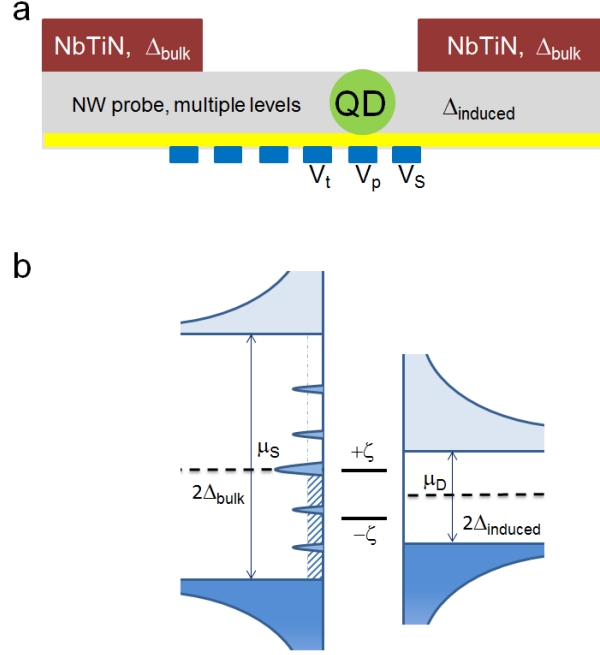 a
NbTiN, Δbulk
NbTiN, Δbulk
NW probe, multiple levels
QD
Δinduced
Vt
Vp
VS
b
μS
+ζ
μD
2Δbulk
−ζ
2Δinduced